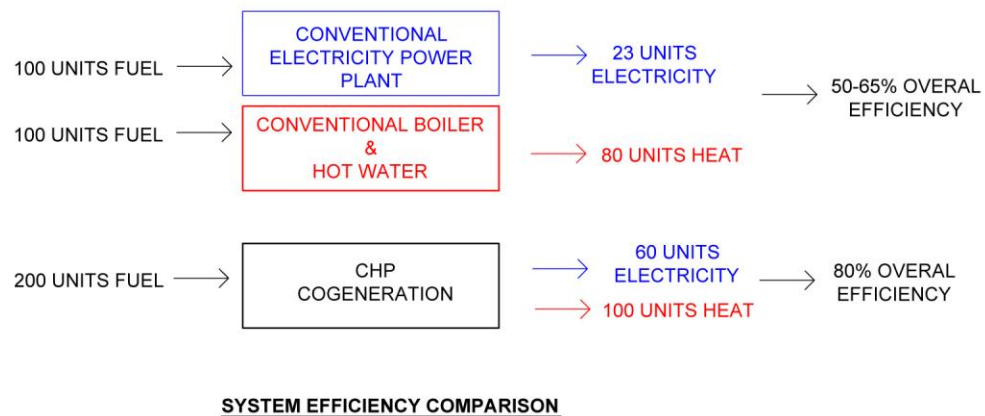 100 UNITS FUEL
CONVENTIONAL
ELECTRICITY POWER
PLANT
23 UNITS
ELECTRICITY
50-65% OVERAL
EFFICIENCY
100 UNITS FUEL
CONVENTIONAL BOILER
&
HOT WATER
80 UNITS HEAT
200 UNITS FUEL
CHP
COGENERATION
60 UNITS
ELECTRICITY
100 UNITS HEAT
80% OVERAL
EFFICIENCY
SYSTEM EFFICIENCY COMPARISON